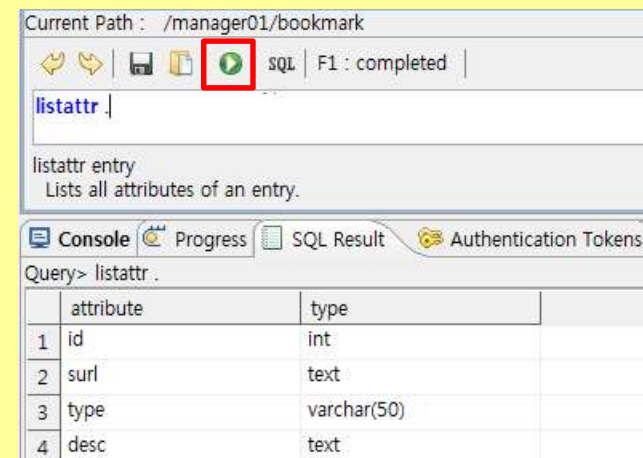 Current Path : /manager01/bookmark
SQL F1 : completed
listattr .
listattr entry
Lists all attributes of an entry.
Console Progress SQL Result Authentication Tokens
Query> listattr .
attribute type
1 id int
2 surl text
3 type varchar(50)
4 desc text